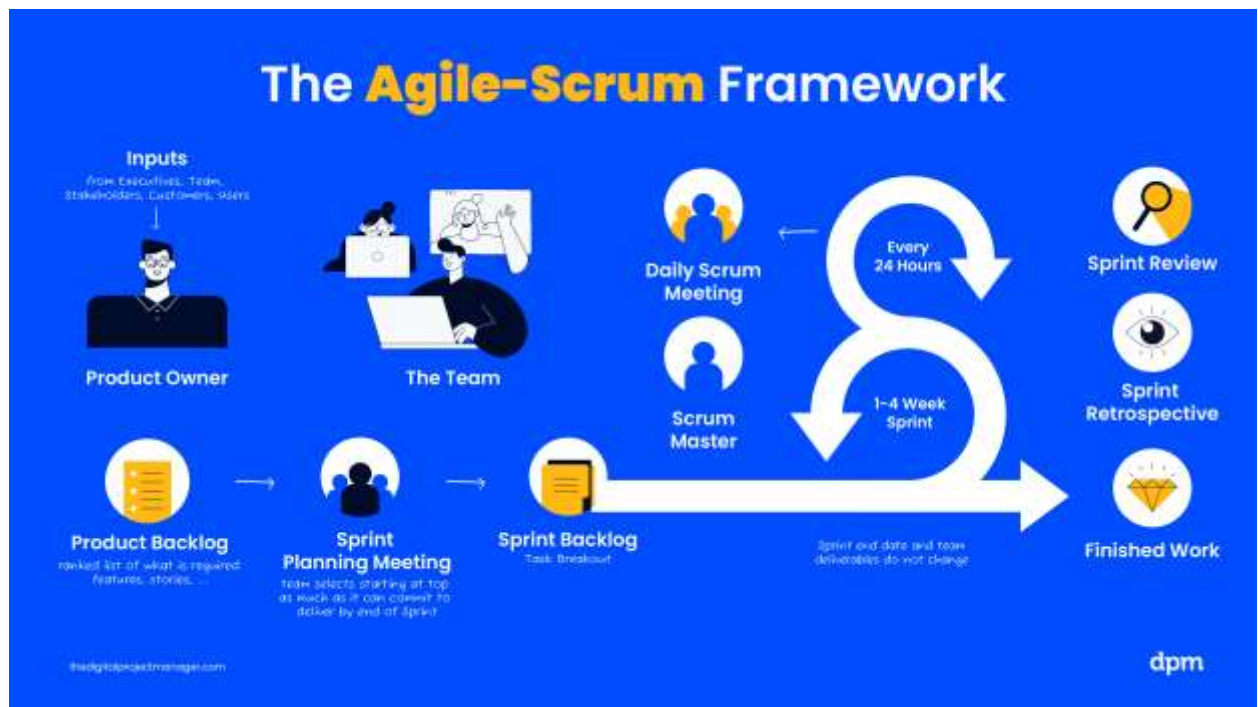 The Agile-Scrum Framework
Inputs
from Executives, Team,
Stakeholders, Customers, Users
Product Owner
The Team
Daily Scrum
Meeting
Scrum
Master
Every
24 Hours
1-4 Week
Sprint
Sprint Review
Sprint
Retrospective
Finished Work
Product Backlog
ranked list of what is required
features, stories, ...
Sprint
Planning Meeting
team selects starting at top
as much as it can commit to
deliver by end of Sprint
Sprint Backlog
Task Breakout
Sprint end date and team
deliverables do not change
thedigitalprojectmanager.com
dpm